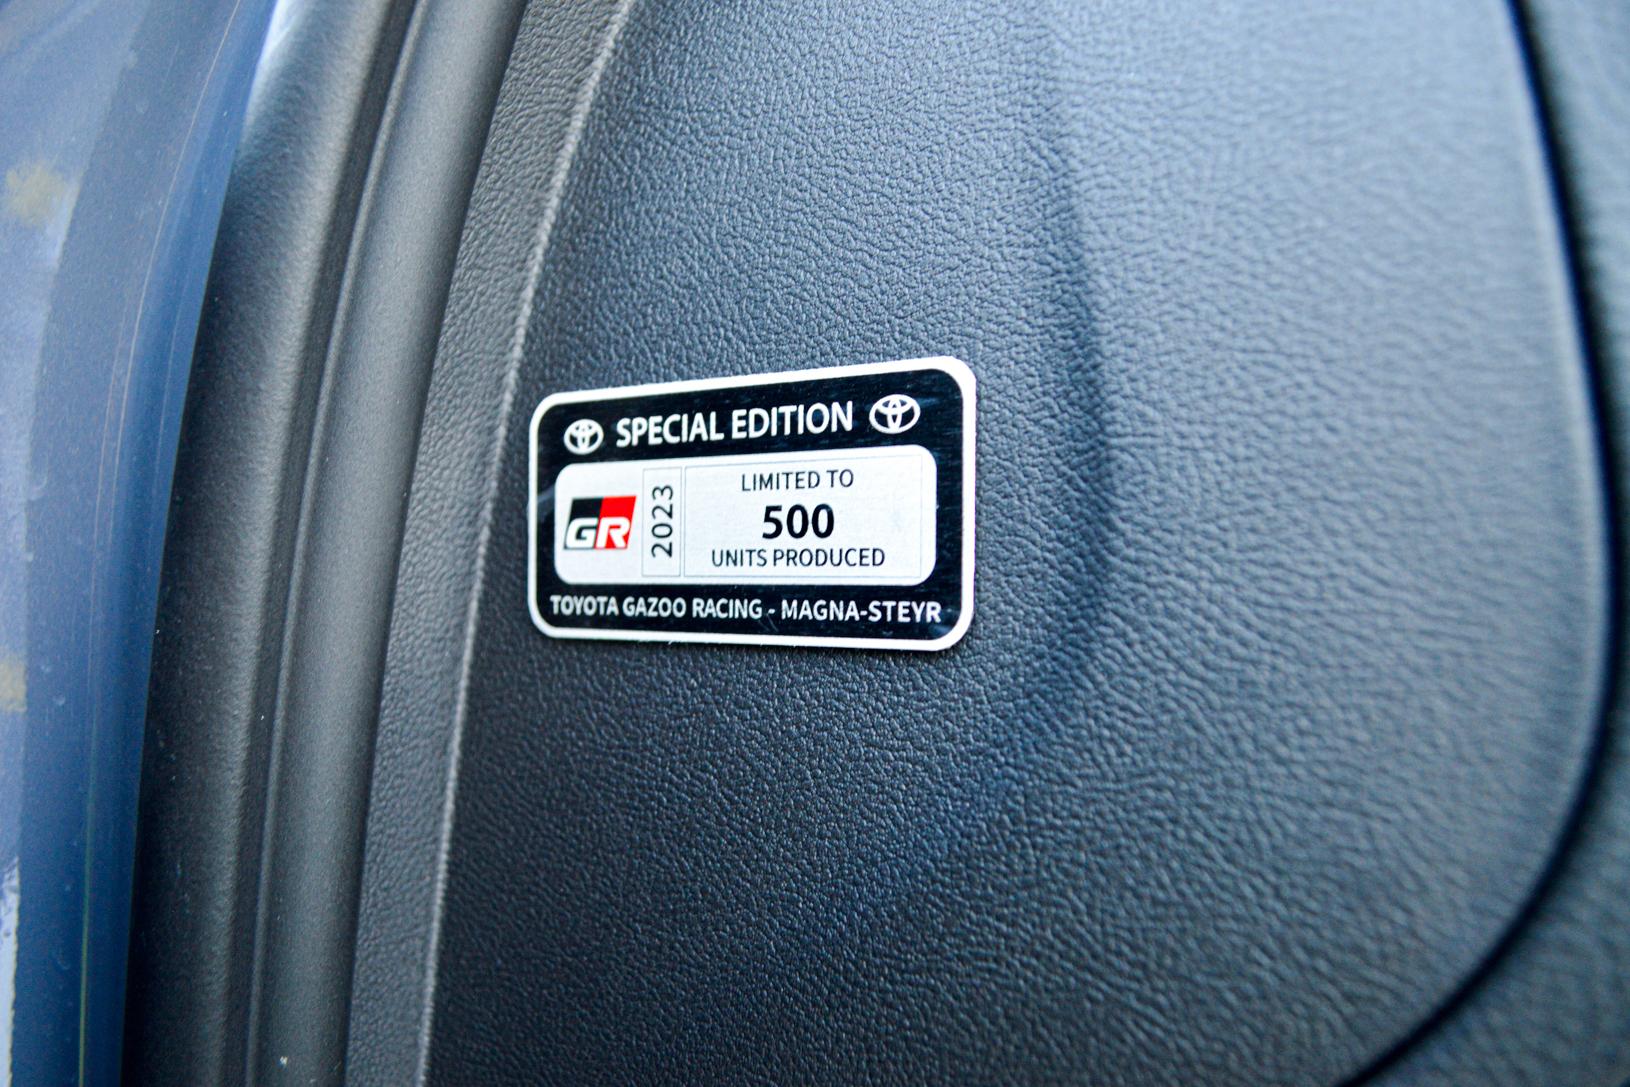 SPECIAL EDITION
GR
2023
LIMITED TO
500
UNITS PRODUCED
TOYOTA GAZOO RACING - MAGNA-STEYR